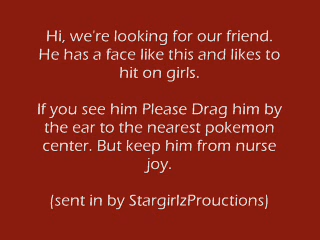 Hi, we're looking for our friend.
He has a face like this and likes to
hit on girls.
If you see him Please Drag him by
the ear to the nearest pokemon
center. But keep him from nurse
joy.
(sent in by StargirlzProuctions)